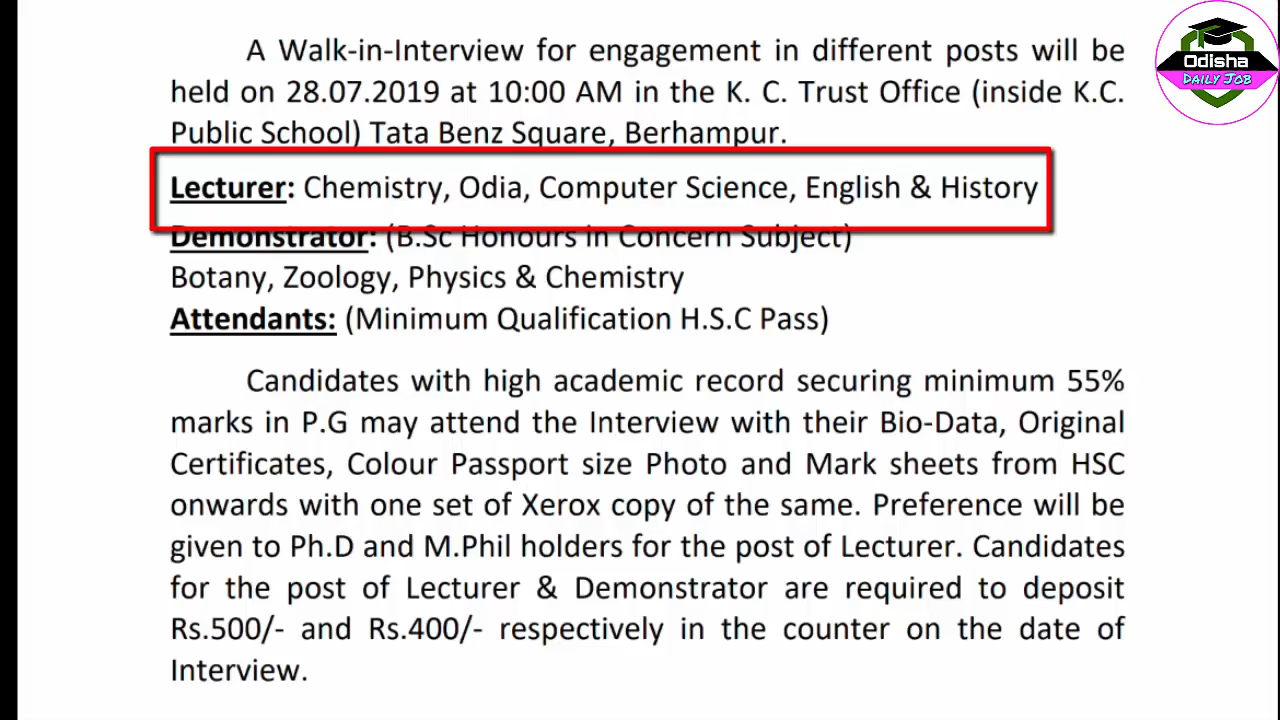 A Walk-in-Interview for engagement in different posts will be
held on 28.07.2019 at 10:00 AM in the K. C. Trust Office (inside K.C.
Public School) Tata Benz Square, Berhampur.
Lecturer: Chemistry, Odia, Computer Science, English & History
Demonstrator: (B.Sc Honours in Concern Subject)
Botany, Zoology, Physics & Chemistry
Attendants: (Minimum Qualification H.S.C Pass)
Candidates with high academic record securing minimum 55%
marks in P.G may attend the Interview with their Bio-Data, Original
Certificates, Colour Passport size Photo and Mark sheets from HSC
onwards with one set of Xerox copy of the same. Preference will be
given to Ph.D and M.Phil holders for the post of Lecturer. Candidates
for the post of Lecturer & Demonstrator are required to deposit
Rs.500/- and Rs.400/- respectively in the counter on the date of
Interview.
Odisha
DAILY JOB